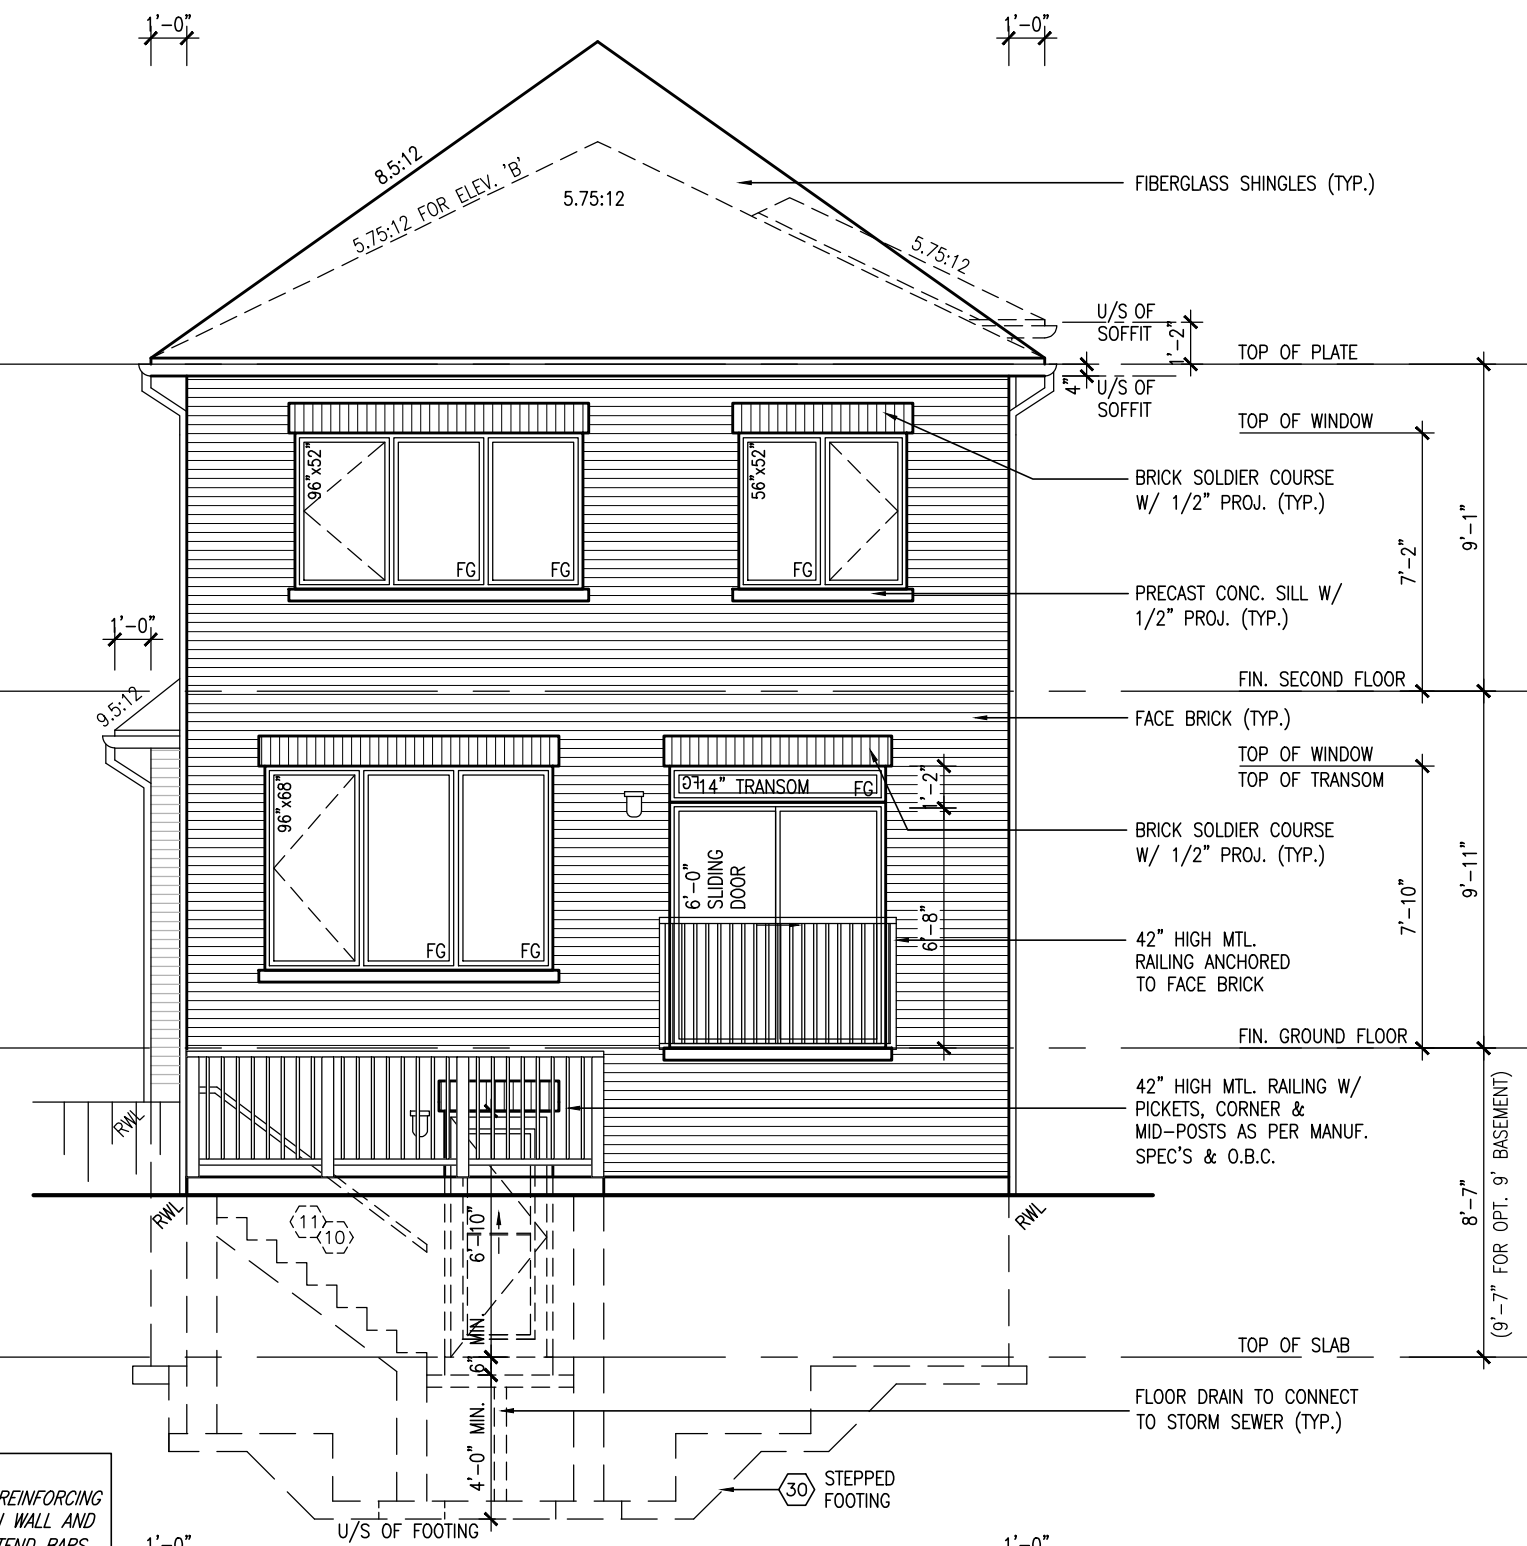 1'-0"
1'-0"
8.5:12
5.75:12 FOR ELEV. 'B'
5.75:12
5.75:12
FIBERGLASS SHINGLES (TYP.)
U/S OF
SOFFIT
1'-2"
TOP OF PLATE
4"
U/S OF
SOFFIT
TOP OF WINDOW
96"x52"
FG
FG
56"x52"
FG
BRICK SOLDIER COURSE
W/ 1/2" PROJ. (TYP.)
7'-2"
9'-1"
PRECAST CONC. SILL W/
1/2" PROJ. (TYP.)
1'-0"
9.5:12
FIN. SECOND FLOOR
FACE BRICK (TYP.)
TOP OF WINDOW
TOP OF TRANSOM
96"x68"
FG
FG
FG
14" TRANSOM
FG
1'-2"
BRICK SOLDIER COURSE
W/ 1/2" PROJ. (TYP.)
6'-0"
SLIDING
DOOR
6'-8"
7'-10"
9'-11"
42" HIGH MTL.
RAILING ANCHORED
TO FACE BRICK
FIN. GROUND FLOOR
42" HIGH MTL. RAILING W/
PICKETS, CORNER &
MID-POSTS AS PER MANUF.
SPEC'S & O.B.C.
RWL
RWL
RWL
11
10
6'-10"
8'-7"
(9'-7" FOR OPT. 9' BASEMENT)
6" MIN.
TOP OF SLAB
FLOOR DRAIN TO CONNECT
TO STORM SEWER (TYP.)
4'-0" MIN.
30
STEPPED
FOOTING
U/S OF FOOTING
REINFORCING
WALL AND
BARS
1'-0"
1'-0"